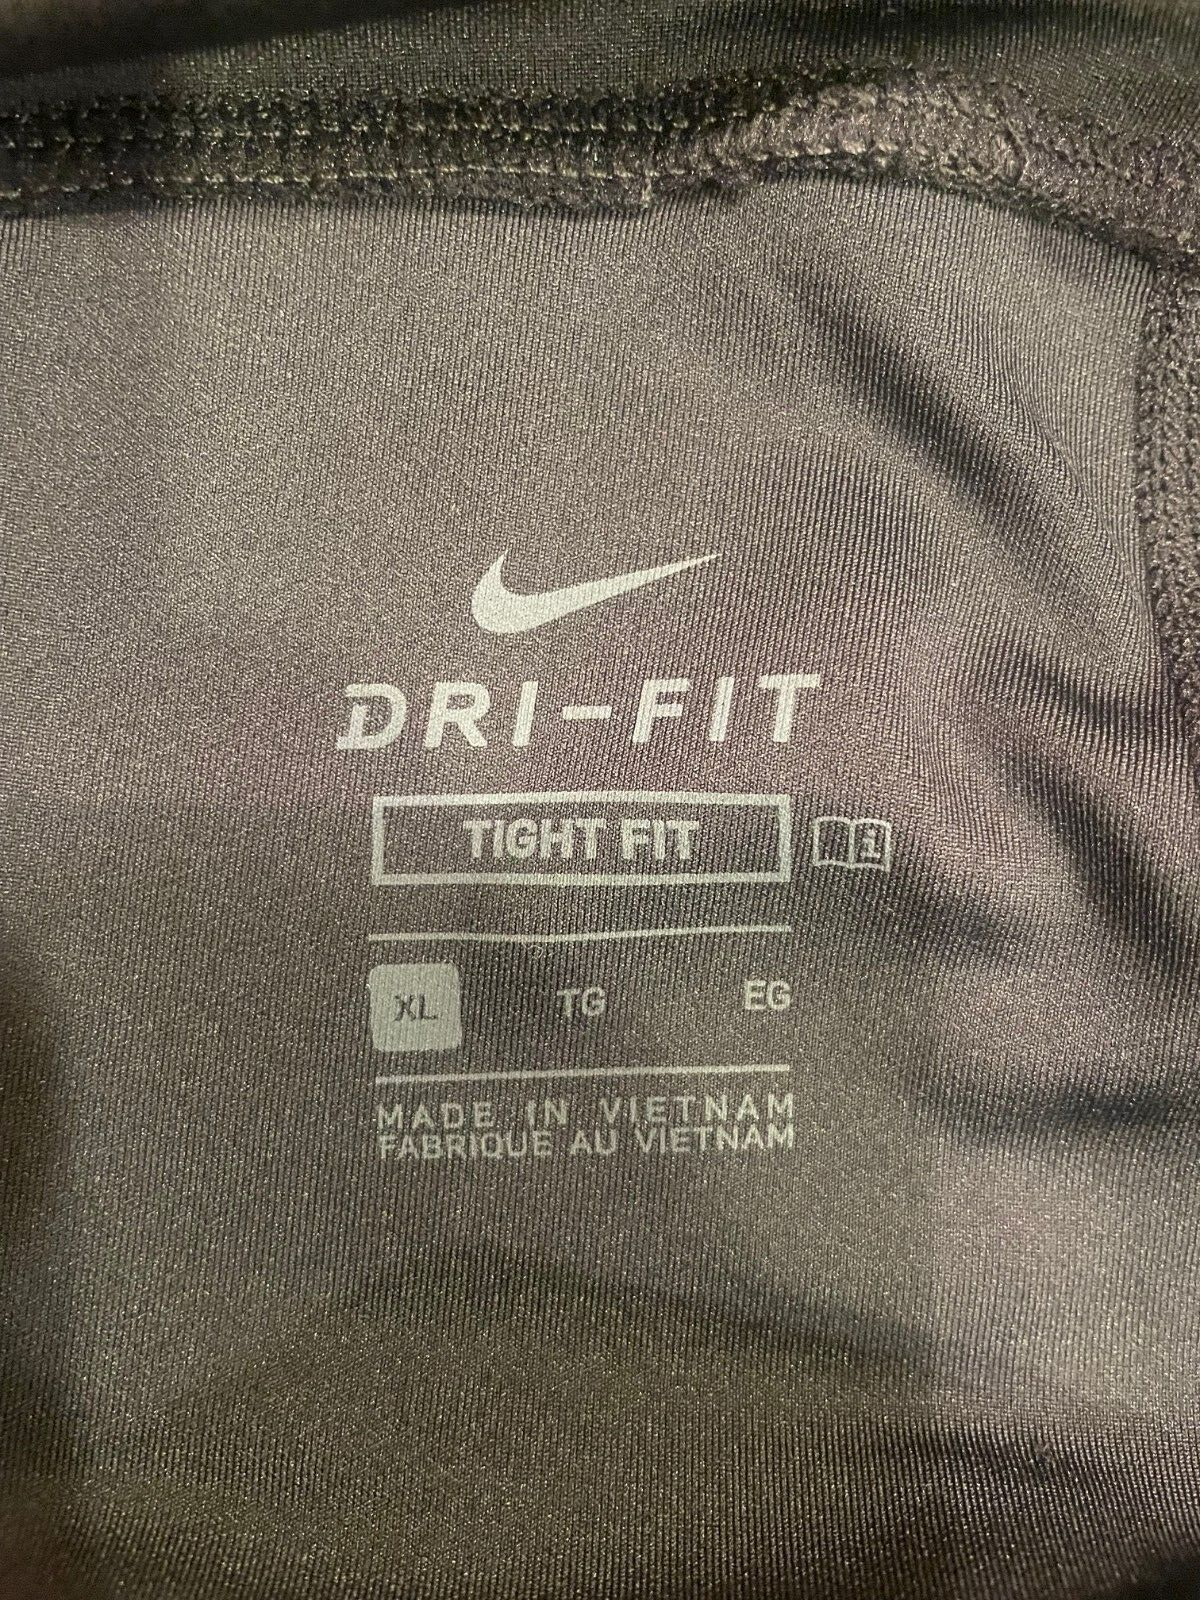 DRI-FIT
TIGHT FIT i
XL TG EG
MADE IN VIETNAM
FABRIQUE AU VIETNAM